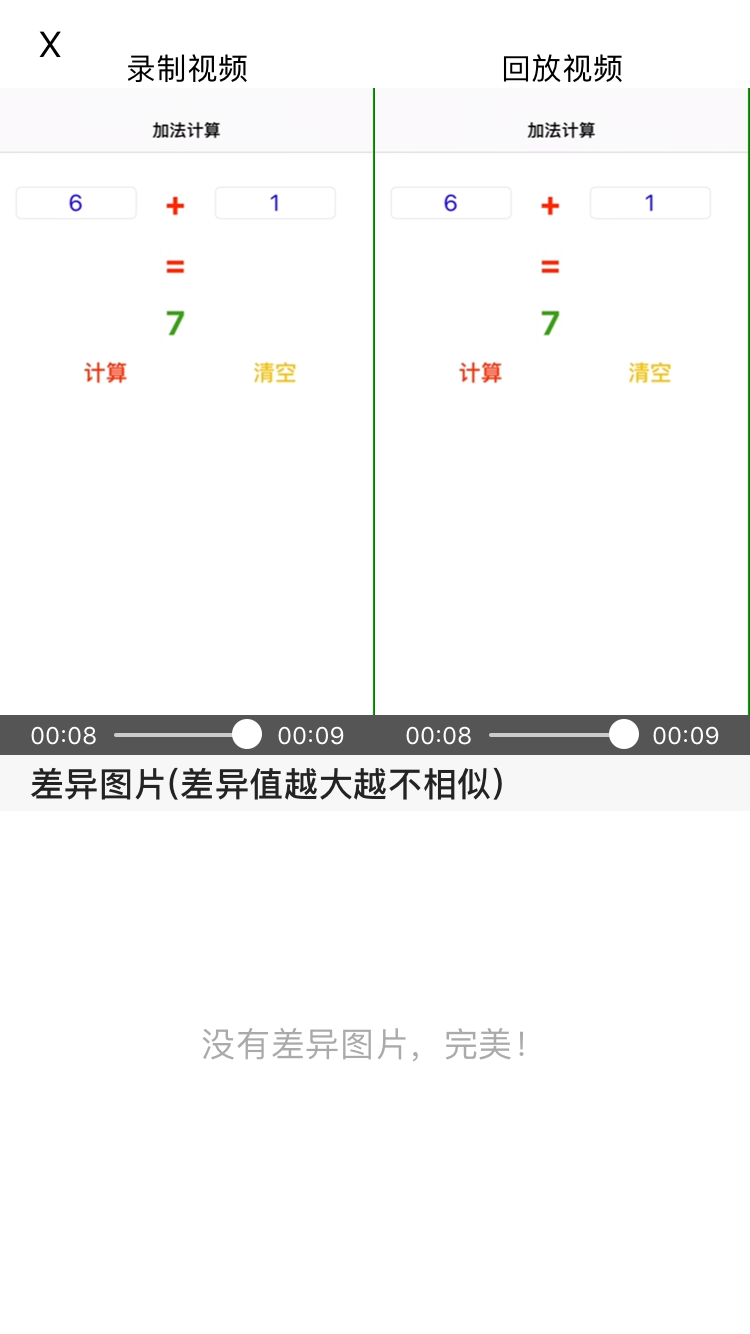 X
录制视频 回放视频
加法计算 加法计算
6 + 1 6 + 1
= =
7 7
计算 清空 计算 清空
00:08 00:09 00:08 00:09
差异图片(差异值越大越不相似)
没有差异图片，完美!